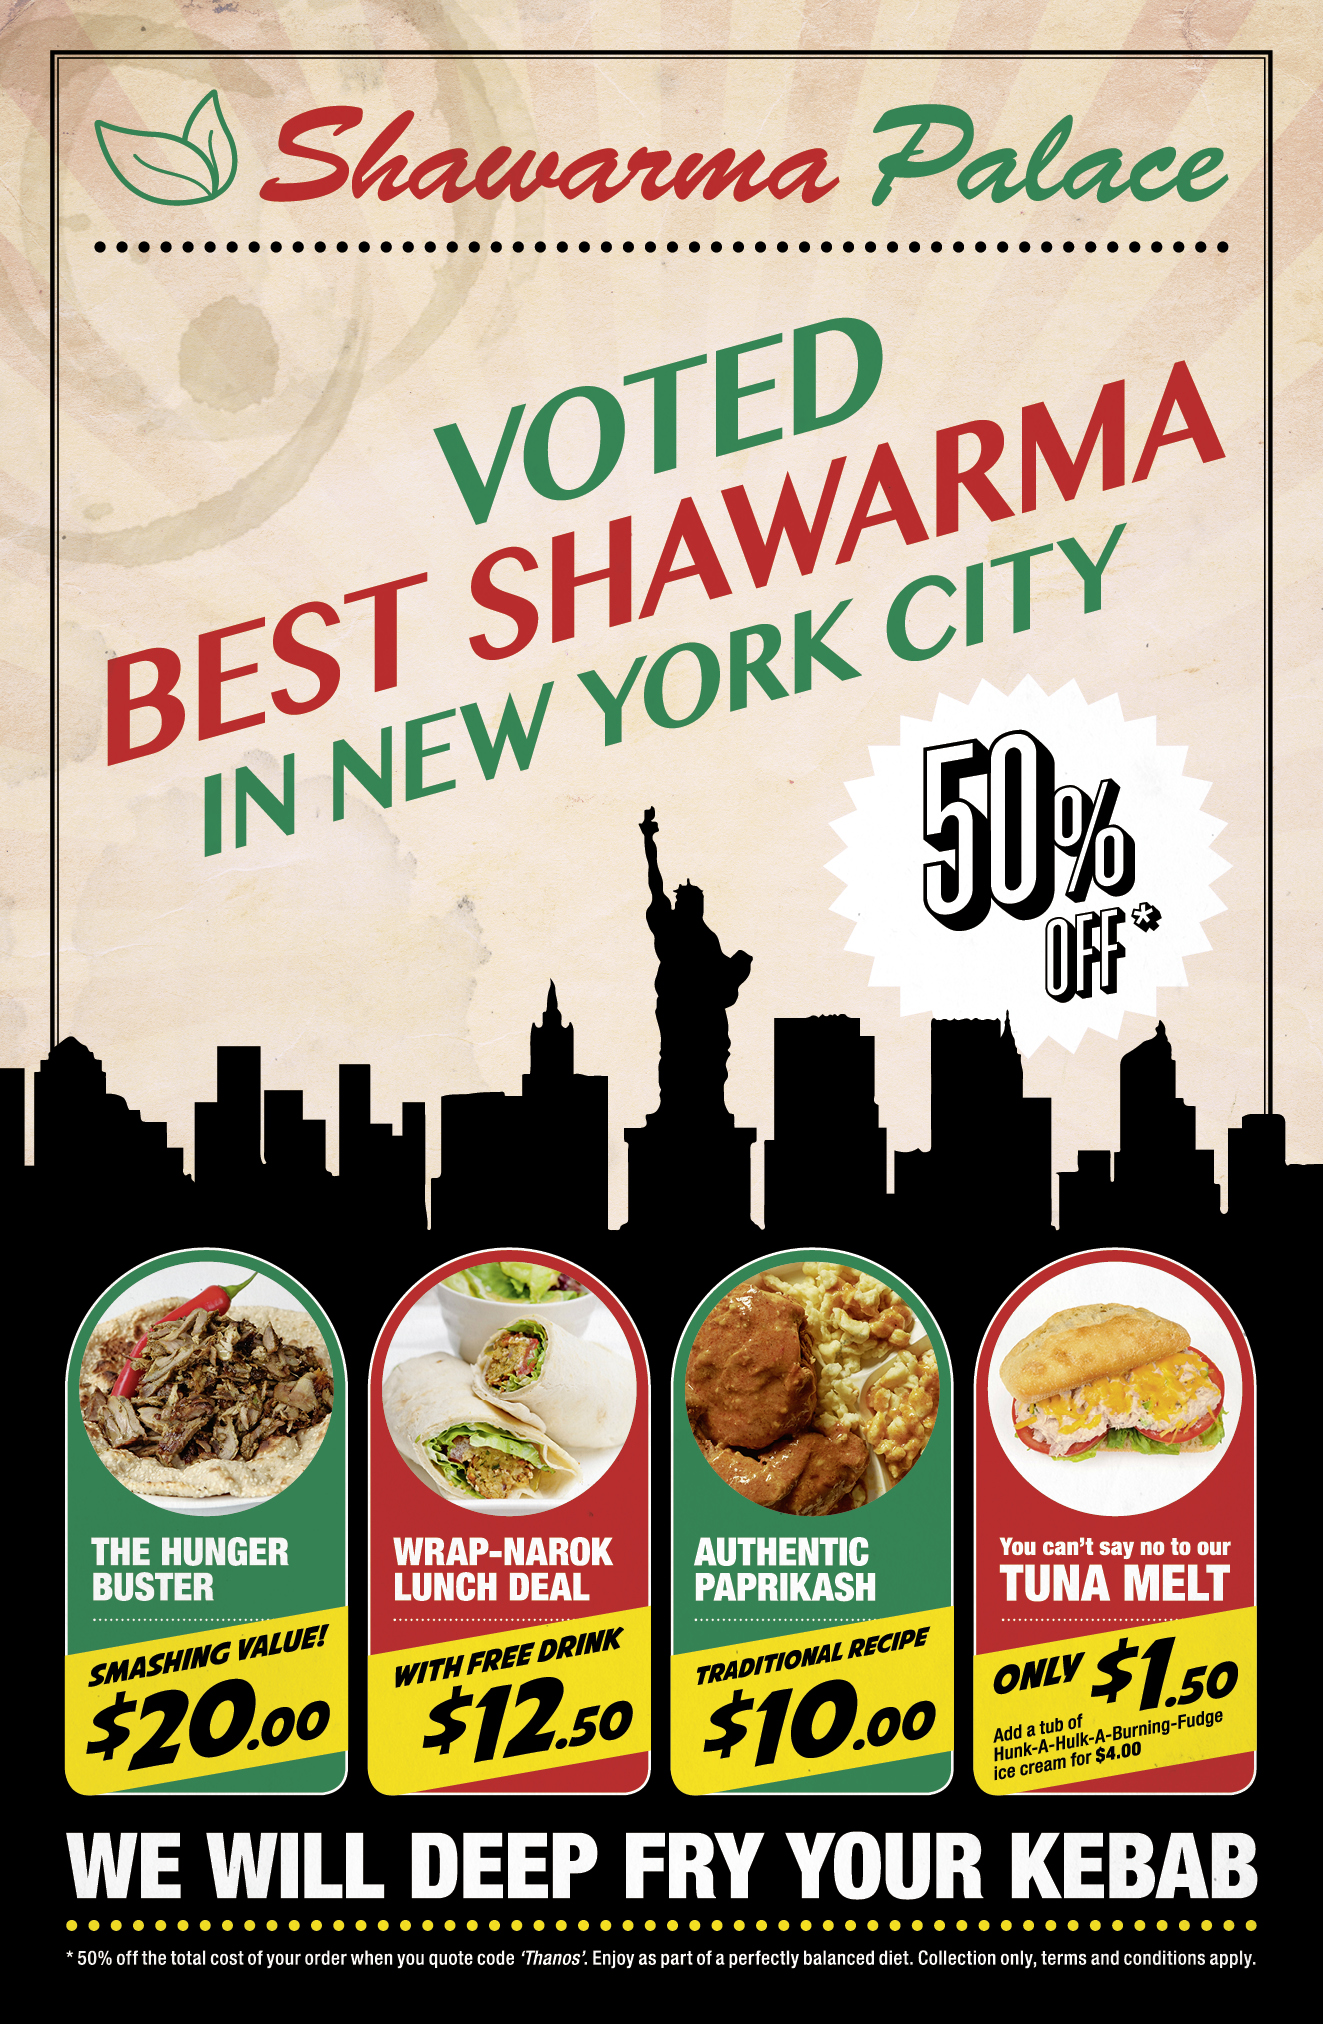 Shawarma Palace
VOTED
BEST SHAWARMA
IN NEW YORK CITY
50%
OFF*
THE HUNGER
BUSTER
SMASHING VALUE!
$20.00
WRAP-NAROK
LUNCH DEAL
WITH FREE DRINK
$12.50
AUTHENTIC
PAPRIKASH
TRADITIONAL RECIPE
$10.00
You can't say no to our
TUNA MELT
ONLY $1.50
Add a tub of
Hunk-A-Hulk-A-Burning-Fudge
ice cream for $4.00
WE WILL DEEP FRY YOUR KEBAB
* 50% off the total cost of your order when you quote code 'Thanos'. Enjoy as part of a perfectly balanced diet. Collection only, terms and conditions apply.